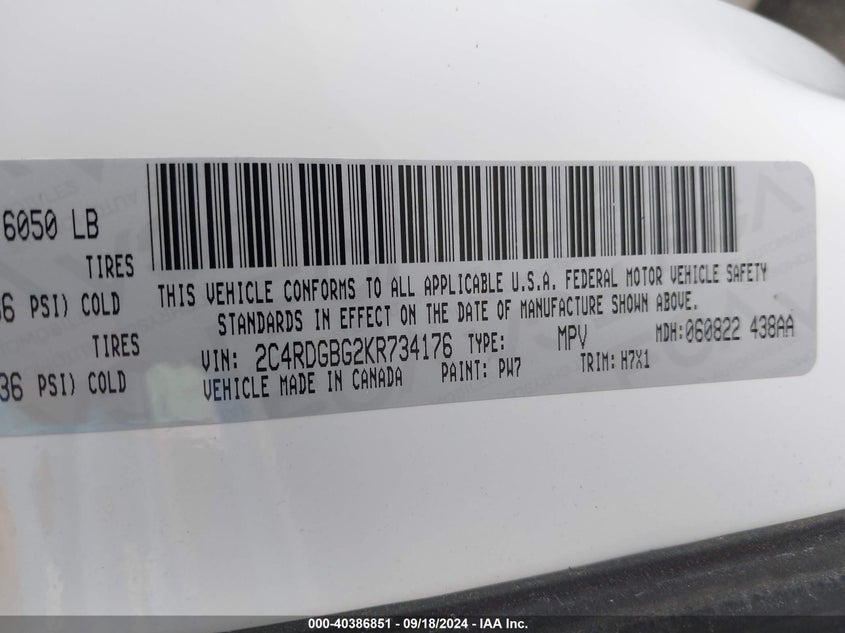 6050 LB
TIRES
36 PSI) COLD
TIRES
36 PSI) COLD
THIS VEHICLE CONFORMS TO ALL APPLICABLE U.S.A. FEDERAL MOTOR VEHICLE SAFETY
STANDARDS IN EFFECT ON THE DATE OF MANUFACTURE SHOWN ABOVE.
VIN: 2C4RDGBG2KR734176 TYPE: MPV MDH:060822 438AA
VEHICLE MADE IN CANADA PAINT: PW7 TRIM: H7X1
000-40386851 - 09/18/2024 - IAA Inc.